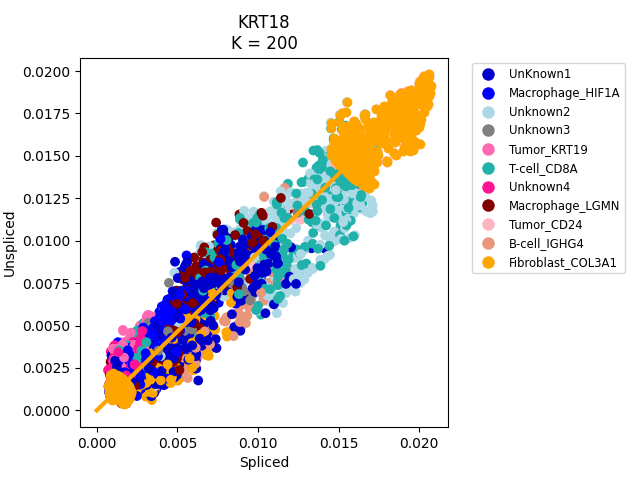 KRT18
K = 200
0.0200
0.0175
0.0150
0.0125
0.0100
0.0075
0.0050
0.0025
0.0000
Unspliced
0.000
0.005
0.010
0.015
0.020
Spliced
UnKnown1
Macrophage_HIF1A
Unknown2
Unknown3
Tumor_KRT19
T-cell_CD8A
Unknown4
Macrophage_LGMN
Tumor_CD24
B-cell_IGHG4
Fibroblast_COL3A1